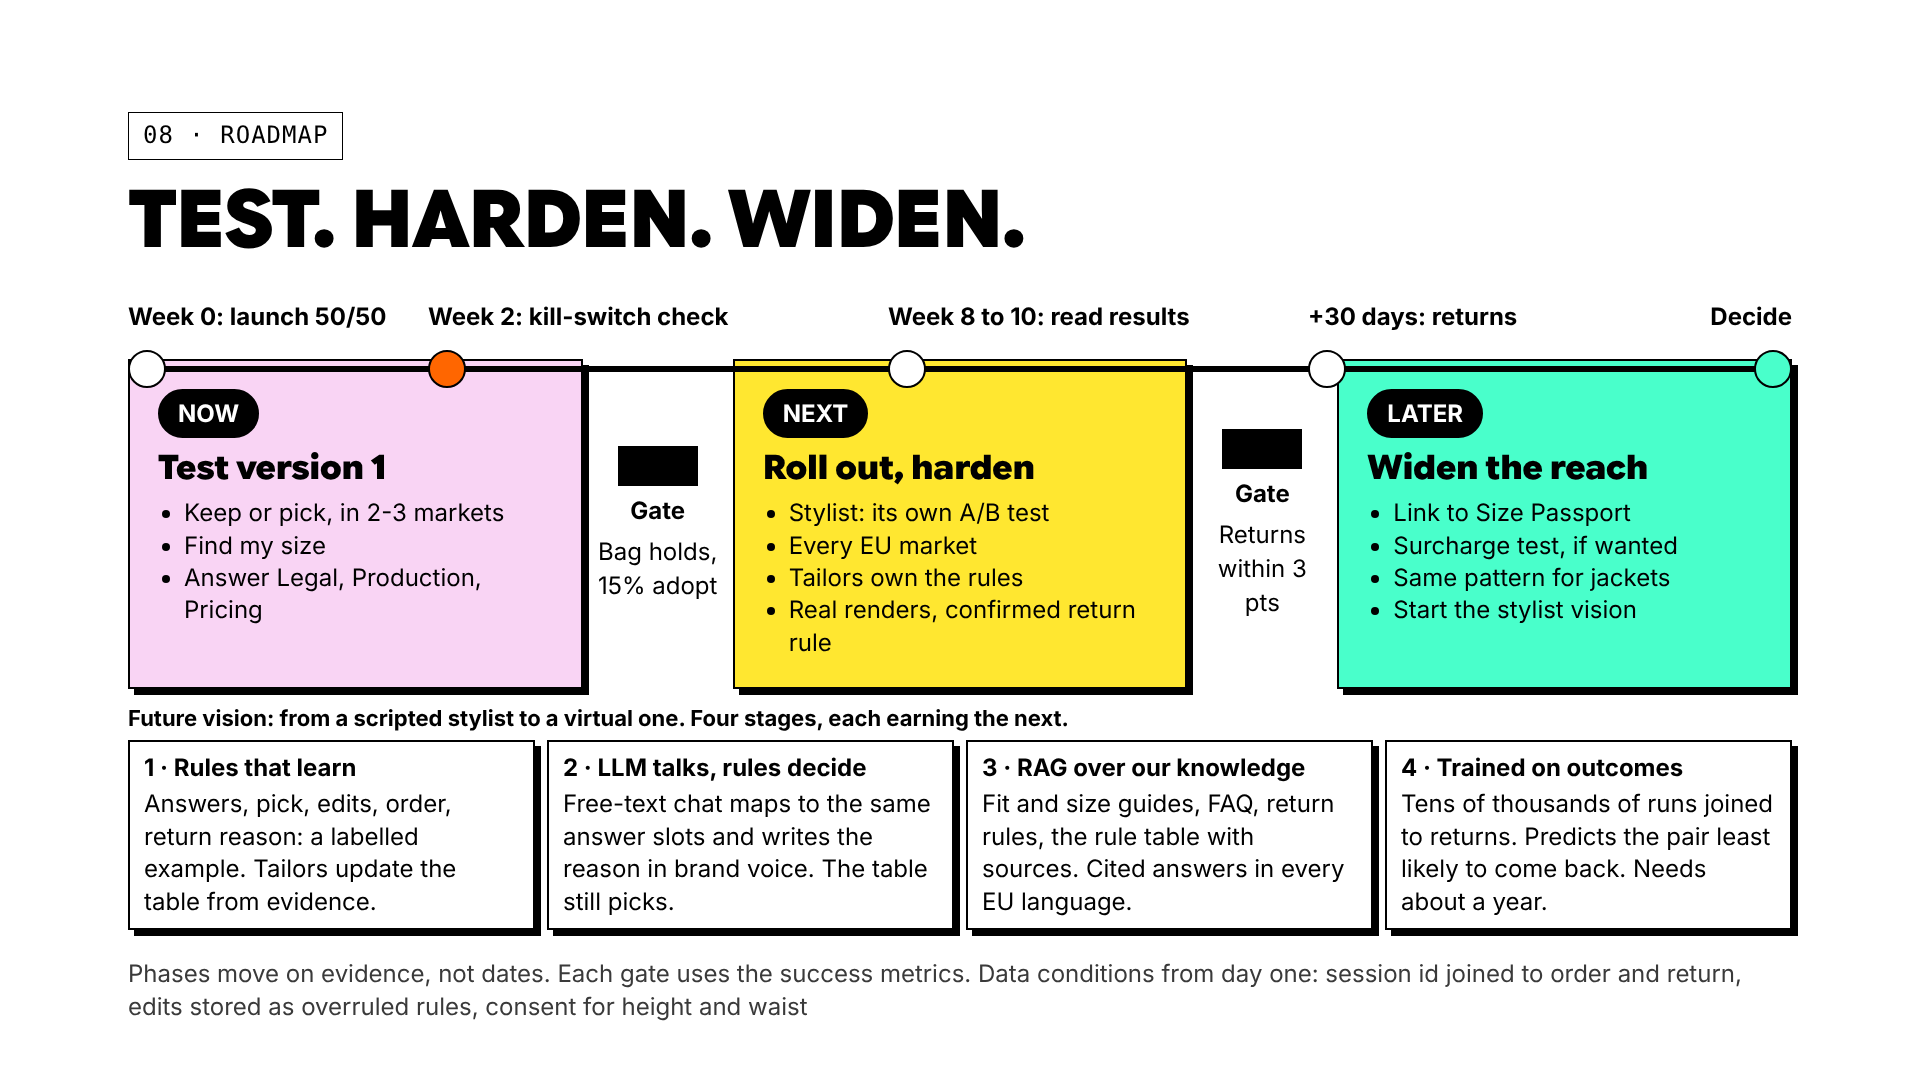 08 · ROADMAP
TEST. HARDEN. WIDEN.
Week 0: launch 50/50
Week 2: kill-switch check
Week 8 to 10: read results
+30 days: returns
Decide
NOW
Test version 1
• Keep or pick, in 2-3 markets
• Find my size
• Answer Legal, Production,
Pricing
Gate
Bag holds,
15% adopt
NEXT
Roll out, harden
• Stylist: its own A/B test
• Every EU market
• Tailors own the rules
• Real renders, confirmed return
rule
Gate
Returns
within 3
pts
LATER
Widen the reach
• Link to Size Passport
• Surcharge test, if wanted
• Same pattern for jackets
• Start the stylist vision
Future vision: from a scripted stylist to a virtual one. Four stages, each earning the next.
1 · Rules that learn
Answers, pick, edits, order,
return reason: a labelled
example. Tailors update the
table from evidence.
2 · LLM talks, rules decide
Free-text chat maps to the same
answer slots and writes the
reason in brand voice. The table
still picks.
3 · RAG over our knowledge
Fit and size guides, FAQ, return
rules, the rule table with
sources. Cited answers in every
EU language.
4 · Trained on outcomes
Tens of thousands of runs joined
to returns. Predicts the pair least
likely to come back. Needs
about a year.
Phases move on evidence, not dates. Each gate uses the success metrics. Data conditions from day one: session id joined to order and return,
edits stored as overruled rules, consent for height and waist